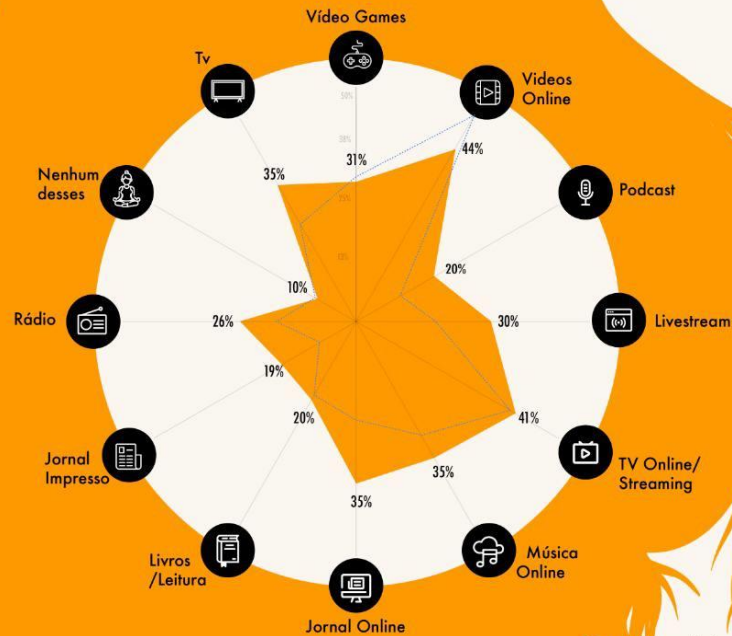 Vídeo Games
Tv
Videos
Online
50%
44%
31%
35%
Nenhum
desses
Podcast
20%
10%
Rádio
26%
30%
Livestream
19%
20%
41%
Jornal
Impresso
TV Online/
Streaming
35%
35%
Livros
/Leitura
Música
Online
Jornal Online